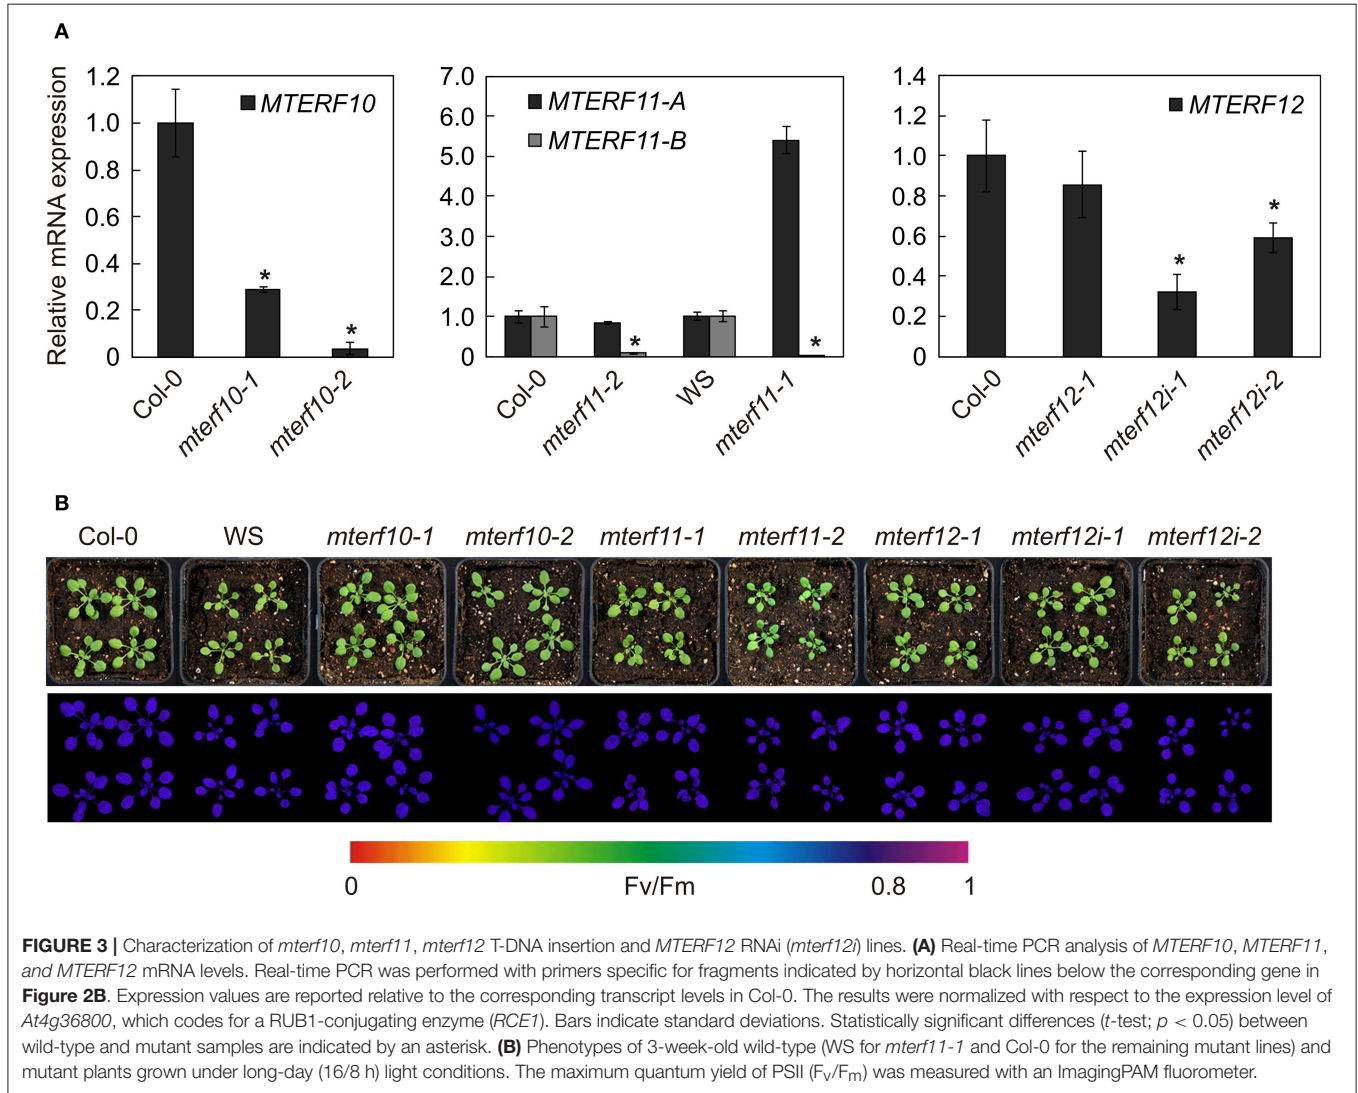 A
Relative mRNA expression
1.2
1.0
0.8
0.6
0.4
0.2
0
MTERF10
*
*
Col-0
mterf10-1
mterf10-2
7.0
6.0
5.0
4.0
3.0
2.0
1.0
0
MTERF11-A
MTERF11-B
*
*
Col-0
mterf11-2
WS
mterf11-1
1.4
1.2
1.0
0.8
0.6
0.4
0.2
0
MTERF12
*
*
Col-0
mterf12-1
mterf12i-1
mterf12i-2
B
Col-0 WS mterf10-1 mterf10-2 mterf11-1 mterf11-2 mterf12-1 mterf12i-1 mterf12i-2
0 Fv/Fm 0.8 1
FIGURE 3 | Characterization of mterf10, mterf11, mterf12 T-DNA insertion and MTERF12 RNAi (mterf12i) lines. (A) Real-time PCR analysis of MTERF10, MTERF11,
and MTERF12 mRNA levels. Real-time PCR was performed with primers specific for fragments indicated by horizontal black lines below the corresponding gene in
Figure 2B. Expression values are reported relative to the corresponding transcript levels in Col-0. The results were normalized with respect to the expression level of
At4g36800, which codes for a RUB1-conjugating enzyme (RCE1). Bars indicate standard deviations. Statistically significant differences (t-test; p < 0.05) between
wild-type and mutant samples are indicated by an asterisk. (B) Phenotypes of 3-week-old wild-type (WS for mterf11-1 and Col-0 for the remaining mutant lines) and
mutant plants grown under long-day (16/8 h) light conditions. The maximum quantum yield of PSII (Fv/Fm) was measured with an ImagingPAM fluorometer.